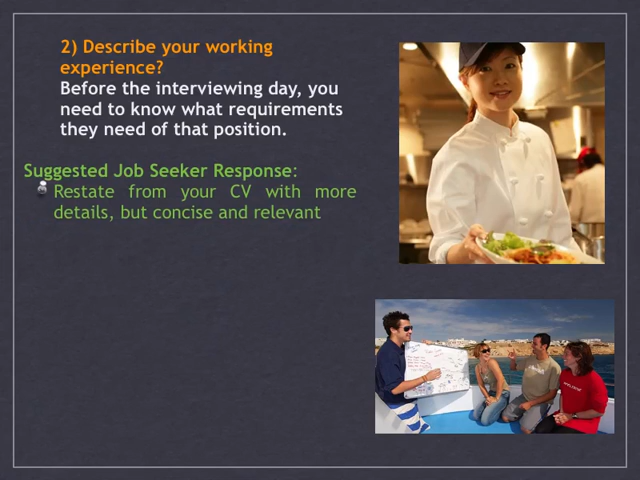 2) Describe your working
experience?
Before the interviewing day, you
need to know what requirements
they need of that position.
Suggested Job Seeker Response:
Restate from your CV with more
details, but concise and relevant